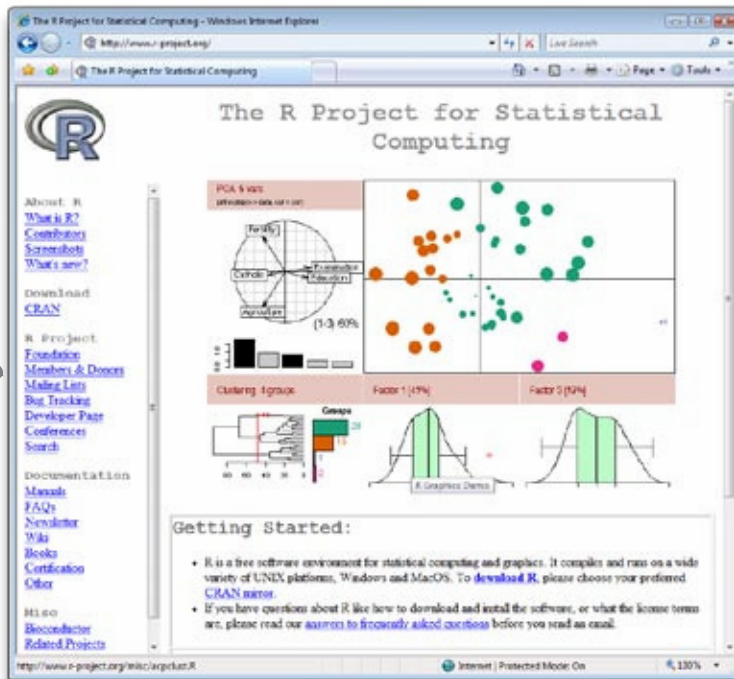 The R Project for Statistical Computing - Windows Internet Explorer
http://www.r-project.org/
Live Search
The R Project for Statistical Computing
Page
Tools
R
The R Project for Statistical
Computing
About R
What is R?
Contributors
Screenshots
What's new?
Download
CRAN
R Project
Foundation
Members & Donors
Mailing Lists
Bug Tracking
Developer Page
Conferences
Search
Documentation
Manuals
FAQs
Newsletter
Wiki
Books
Certification
Other
Misc
Bioconductor
Related Projects
PCA 5 vars
Fertility
Catholic
Examination
Education
Agriculture
(1-3) 60%
Clustering 4 groups
Factor 1 [41%]
Factor 3 [19%]
Groups
80 60 40 20 0
R Graphics Demo
Getting Started:
• R is a free software environment for statistical computing and graphics. It compiles and runs on a wide
variety of UNIX platforms, Windows and MacOS. To download R, please choose your preferred
CRAN mirror.
• If you have questions about R like how to download and install the software, or what the license terms
are, please read our answers to frequently asked questions before you send an email.
http://www.r-project.org/misc/acpclust.R
Internet | Protected Mode: On
100%